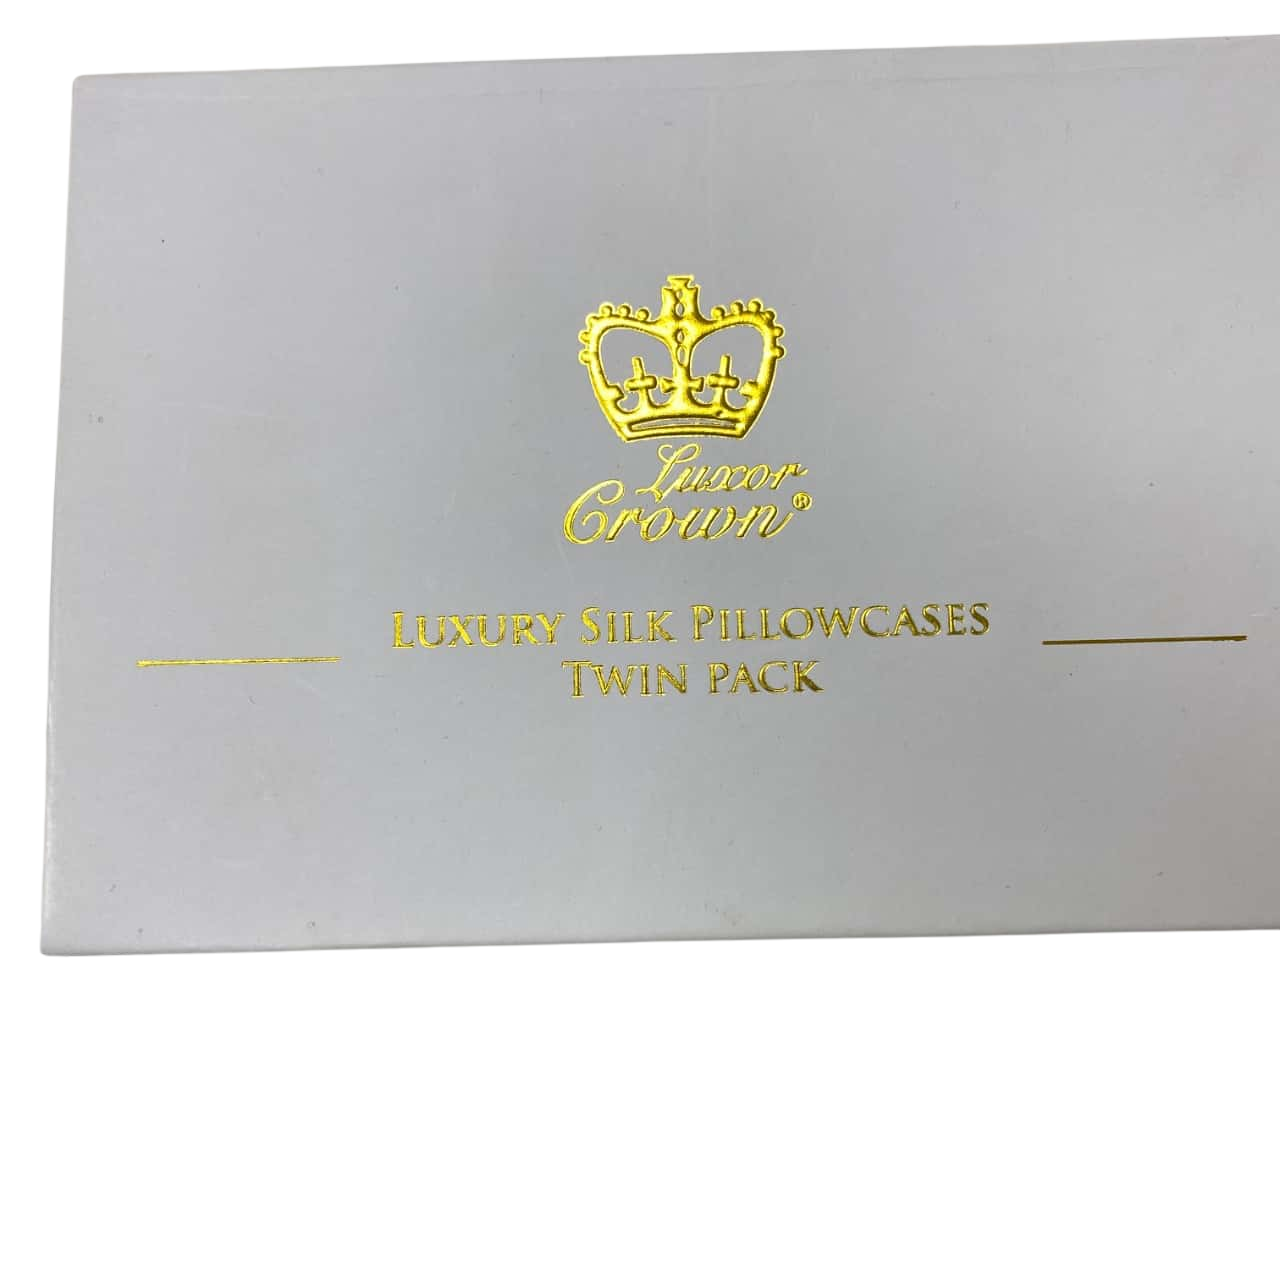 Luxor
Crown®
Luxury Silk Pillowcases
Twin pack